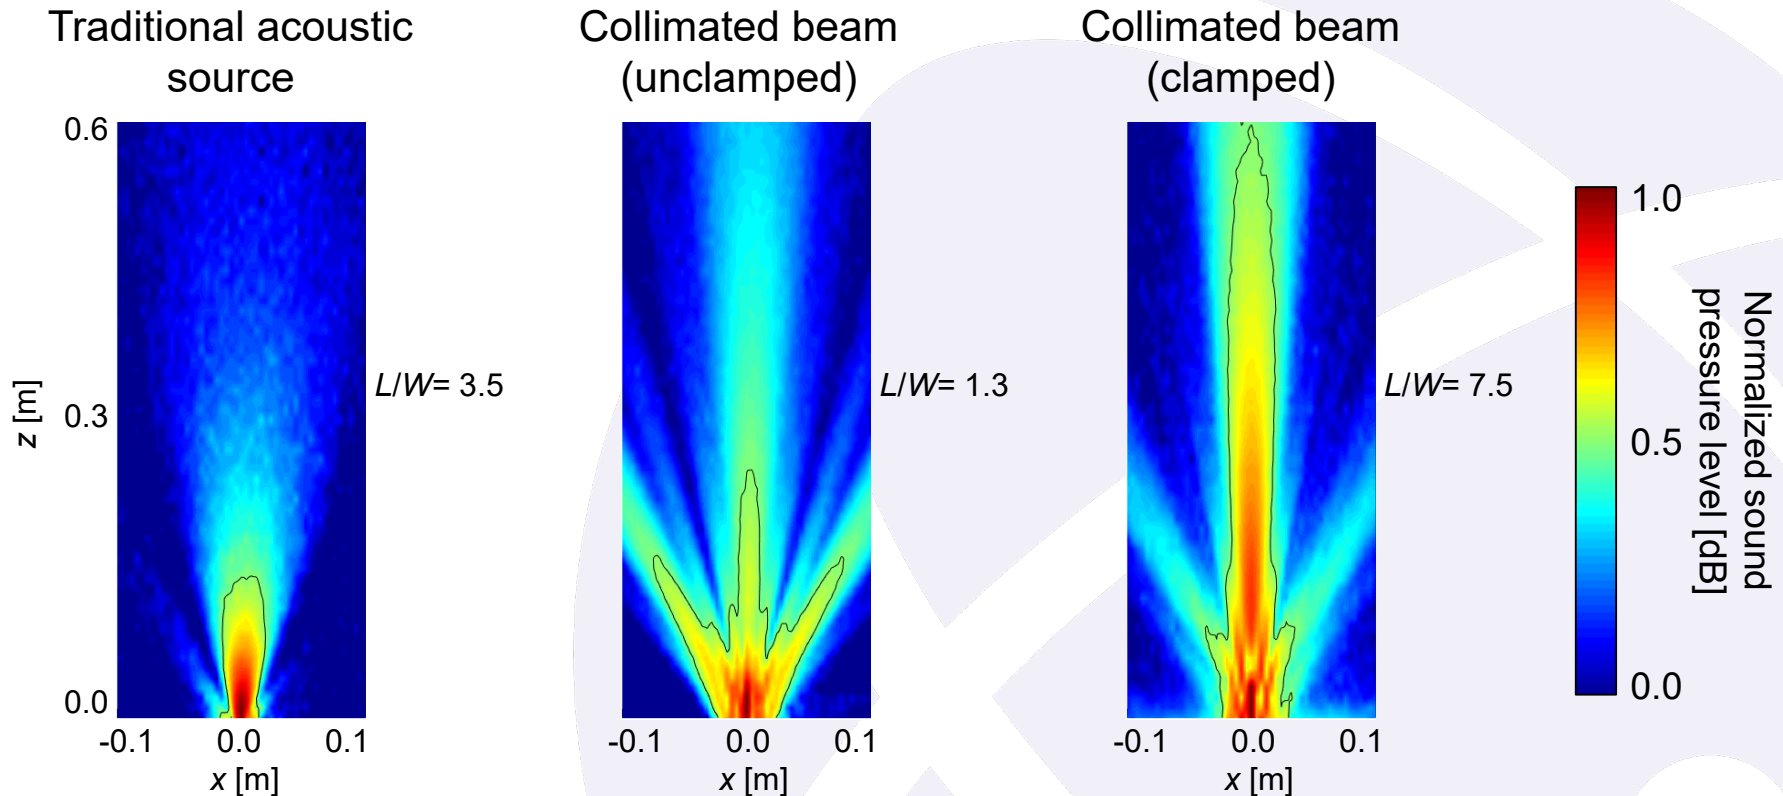 Traditional acoustic
source
Collimated beam
(unclamped)
Collimated beam
(clamped)
0.6
0.3
0.0
z [m]
-0.1 0.0 0.1
x [m]
L/W= 3.5
-0.1 0.0 0.1
x [m]
L/W= 1.3
-0.1 0.0 0.1
x [m]
L/W= 7.5
1.0
0.5
0.0
Normalized sound
pressure level [dB]